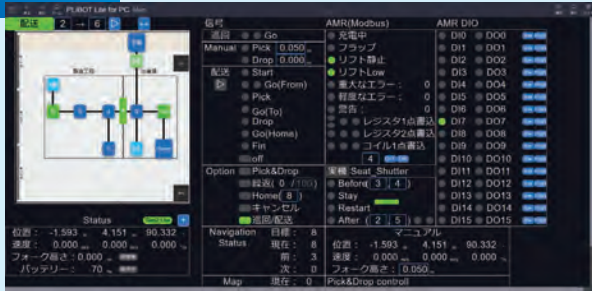 PLiBOT Lite for PC
配送 2 → 6
信号
AMR(Modbus)
AMR DIO
巡回 Go
Manual Pick 0.050
Drop 0.000
配送 Start
Go(From)
Pick
Go(To)
Drop
Go(Home)
Fin
off
Option Pick&Drop
Home( 8 )
キャンセル
巡回/配送
充電中
フラップ
リフト静止
リフトLow
重大なエラー： 0
軽度なエラー： 0
警告： 0
レジスタ1点書込
レジスタ2点書込
コイル1点書込
4
実機 Seat_Shutter
Before( 3 , 4 )
Stay
Restart
After ( 2 , 5 )
DI0 DO0
DI1 DO1
DI2 DO2
DI3 DO3
DI4 DO4
DI5 DO5
DI6 DO6
DI7 DO7
DI8 DO8
DI9 DO9
DI10 DO10
DI11 DO11
DI12 DO12
DI13 DO13
DI14 DO14
DI15 DO15
Status
位置： -1.593 4.151 90.332
速度： 0.000 0.000 0.000
フォーク高さ：0.000
バッテリー： 70
Navigation Status
目標： 8
現在： 8
前： 3
次： 0
Map 現在： 0
マニュアル
位置： -1.593 4.151 90.332
速度： 0.000 0.000 0.000
フォーク高さ： 0.050
Pick&Drop controll